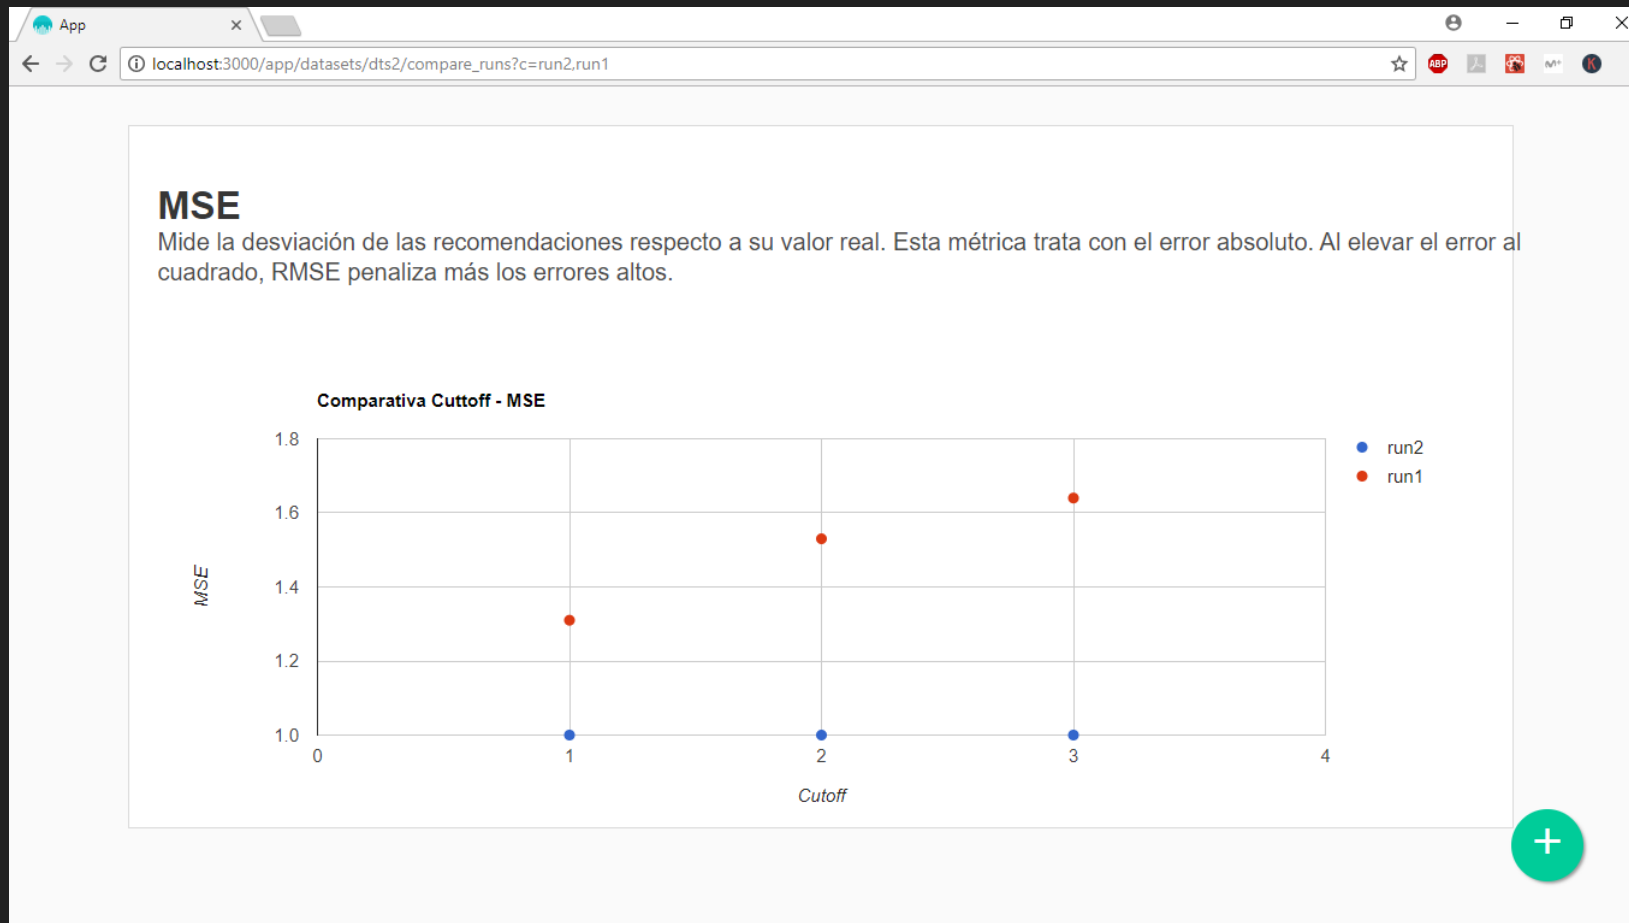 App
localhost:3000/app/datasets/dts2/compare_runs?c=run2,run1
ABP
M+
K
MSE
Mide la desviación de las recomendaciones respecto a su valor real. Esta métrica trata con el error absoluto. Al elevar el error al
cuadrado, RMSE penaliza más los errores altos.
Comparativa Cuttoff - MSE
1.8
run2
run1
1.6
1.4
MSE
1.2
1.0
0 1 2 3 4
Cutoff
+